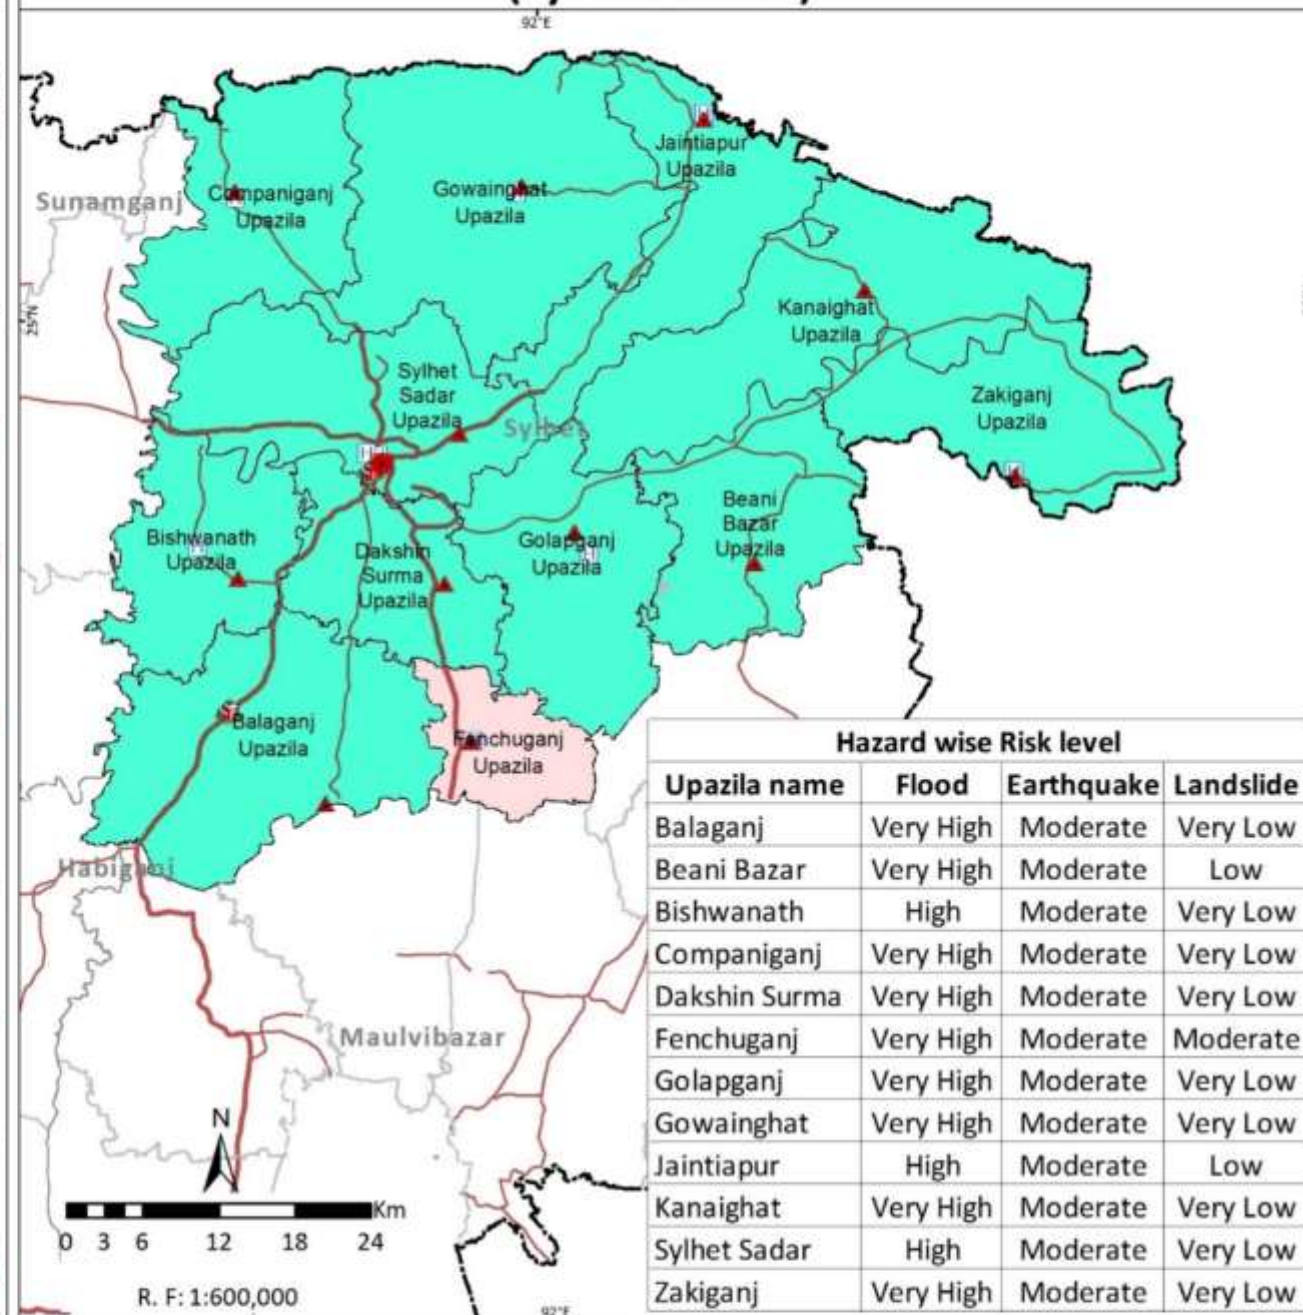 92°E
Jaintiapur
Upazila
Sunamganj
Companiganj
Upazila
Gowainghat
Upazila
25°N
Kanaighat
Upazila
Sylhet
Sadar
Upazila
Sylhet
Zakiganj
Upazila
Beani
Bazar
Upazila
Bishwanath
Upazila
Dakshin
Surma
Upazila
Golapganj
Upazila
Balaganj
Upazila
Fenchuganj
Upazila
Habiganj
Maulvibazar
Hazard wise Risk level
Upazila name Flood Earthquake Landslide
Balaganj Very High Moderate Very Low
Beani Bazar Very High Moderate Low
Bishwanath High Moderate Very Low
Companiganj Very High Moderate Very Low
Dakshin Surma Very High Moderate Very Low
Fenchuganj Very High Moderate Moderate
Golapganj Very High Moderate Very Low
Gowainghat Very High Moderate Very Low
Jaintiapur High Moderate Low
Kanaighat Very High Moderate Very Low
Sylhet Sadar High Moderate Very Low
Zakiganj Very High Moderate Very Low
N
Km
0 3 6 12 18 24
R. F: 1:600,000
92°E